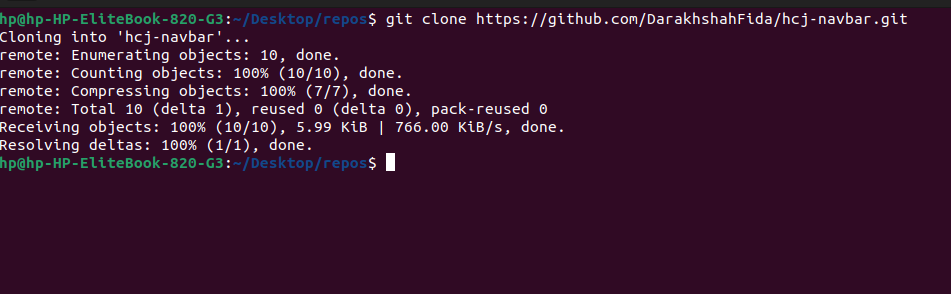 hp@hp-HP-EliteBook-820-G3:~/Desktop/repos$ git clone https://github.com/DarakhshahFida/hcj-navbar.git
Cloning into 'hcj-navbar'...
remote: Enumerating objects: 10, done.
remote: Counting objects: 100% (10/10), done.
remote: Compressing objects: 100% (7/7), done.
remote: Total 10 (delta 1), reused 0 (delta 0), pack-reused 0
Receiving objects: 100% (10/10), 5.99 KiB | 766.00 KiB/s, done.
Resolving deltas: 100% (1/1), done.
hp@hp-HP-EliteBook-820-G3:~/Desktop/repos$